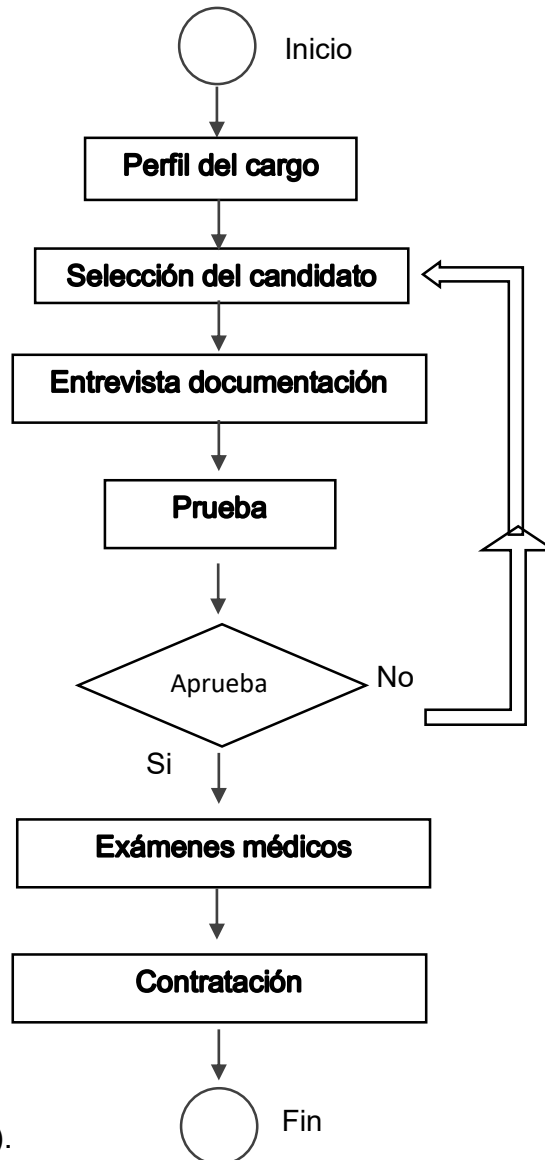 Inicio
Perfil del cargo
Selección del candidato
Entrevista documentación
Prueba
Aprueba
No
Si
Exámenes médicos
Contratación
Fin
).